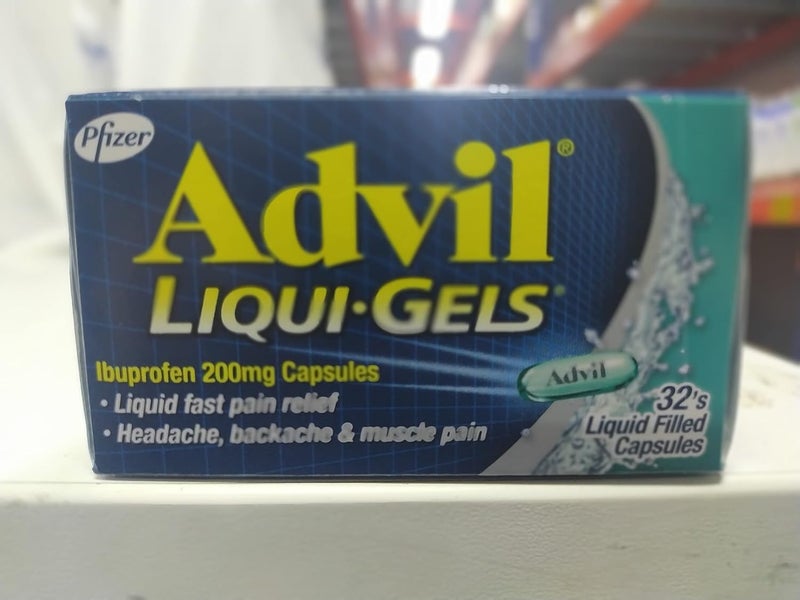 Pfizer
Advil®
LIQUI·GELS
Ibuprofen 200mg Capsules
• Liquid fast pain relief
• Headache, backache & muscle pain
Advil
32's
Liquid Filled
Capsules